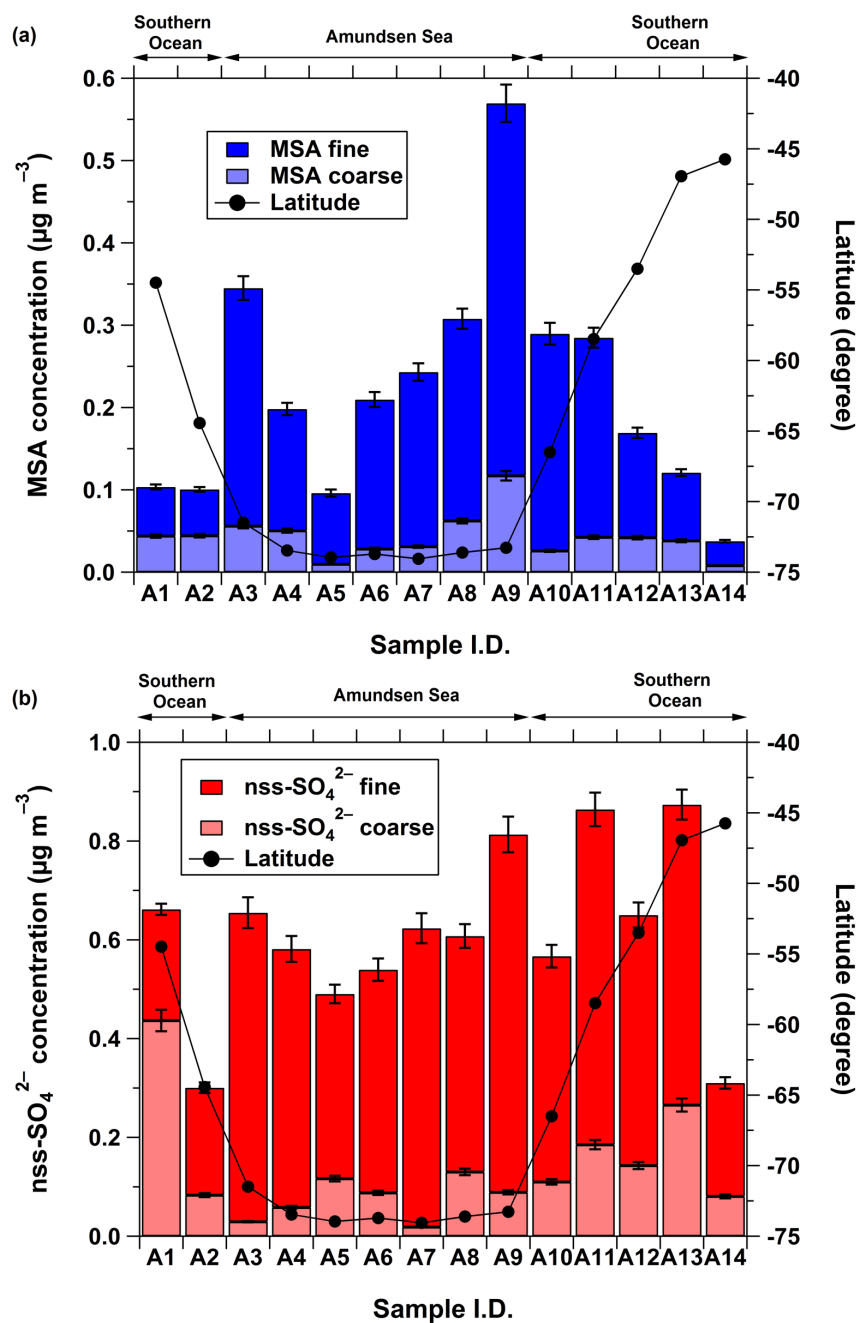 (a)
Southern
Ocean
Amundsen Sea
Southern
Ocean
MSA concentration (µg m⁻³)
0.6
0.5
0.4
0.3
0.2
0.1
0.0
MSA fine
MSA coarse
Latitude
-40
-45
-50
-55
-60
-65
-70
-75
Latitude (degree)
A1 A2 A3 A4 A5 A6 A7 A8 A9 A10 A11 A12 A13 A14
Sample I.D.
(b)
Southern
Ocean
Amundsen Sea
Southern
Ocean
nss-SO₄²⁻ concentration (µg m⁻³)
1.0
0.8
0.6
0.4
0.2
0.0
nss-SO₄²⁻ fine
nss-SO₄²⁻ coarse
Latitude
-40
-45
-50
-55
-60
-65
-70
-75
Latitude (degree)
A1 A2 A3 A4 A5 A6 A7 A8 A9 A10 A11 A12 A13 A14
Sample I.D.